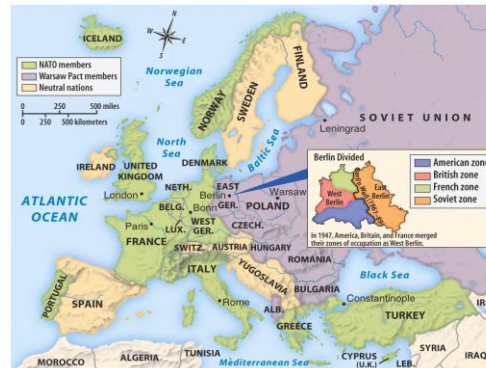 ICELAND
N
W
E
S
NATO members
Warsaw Pact members
Neutral nations
0 250 500 miles
0 250 500 kilometers
Norwegian
Sea
NORWAY
SWEDEN
FINLAND
SOVIET UNION
Leningrad
North
Sea
Baltic Sea
DENMARK
IRELAND
UNITED
KINGDOM
London
NETH.
EAST
GER.
Berlin
Warsaw
POLAND
ATLANTIC
OCEAN
BELG.
Bonn
WEST
GER.
LUX.
Paris
FRANCE
CZECH.
SWITZ.
AUSTRIA
HUNGARY
ROMANIA
ITALY
YUGOSLAVIA
BULGARIA
Black Sea
PORTUGAL
SPAIN
Rome
ALB.
GREECE
Constantinople
TURKEY
MOROCCO
ALGERIA
TUNISIA
Mediterranean Sea
CYPRUS
(U.K.)
LEB.
SYRIA
IRAQ
Berlin Divided
West
Berlin
East
Berlin
In 1947, America, Britain, and France merged
their zones of occupation as West Berlin.
American zone
British zone
French zone
Soviet zone